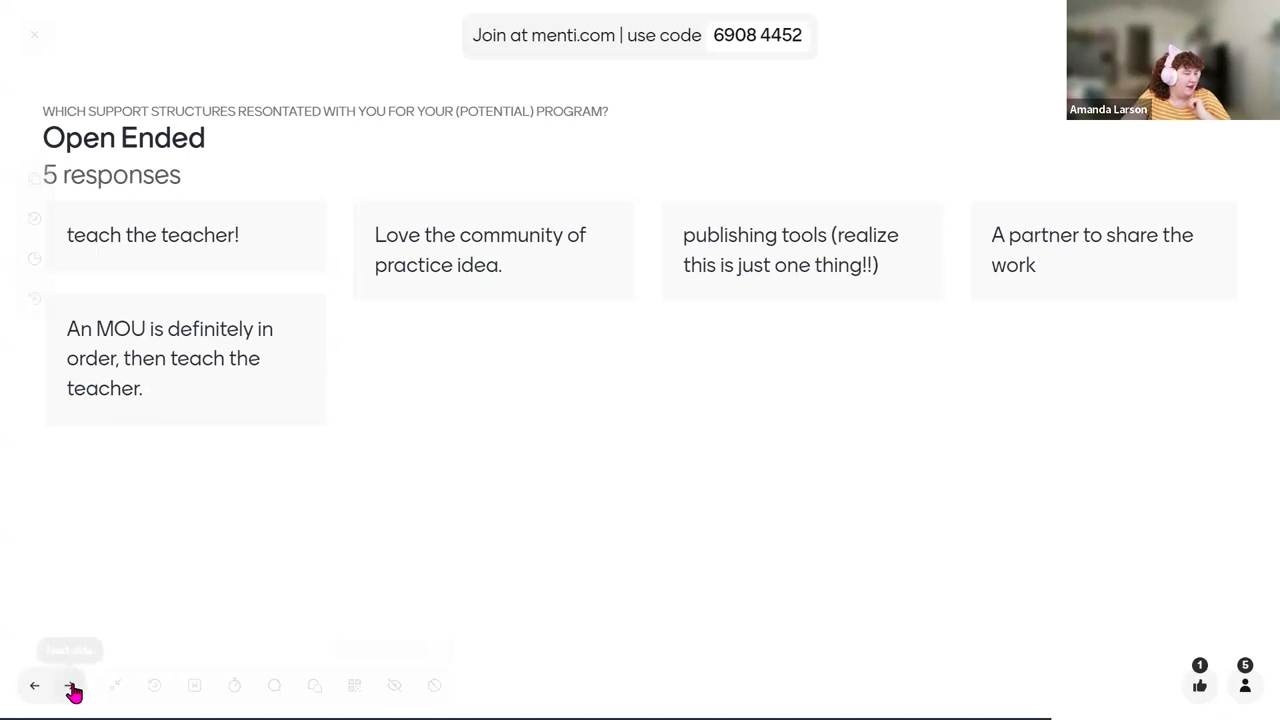 Join at menti.com | use code 6908 4452
Amanda Larson
WHICH SUPPORT STRUCTURES RESONTATED WITH YOU FOR YOUR (POTENTIAL) PROGRAM?
Open Ended
5 responses
teach the teacher!
Love the community of
practice idea.
publishing tools (realize
this is just one thing!!)
A partner to share the
work
An MOU is definitely in
order, then teach the
teacher.
Next slide
1
5